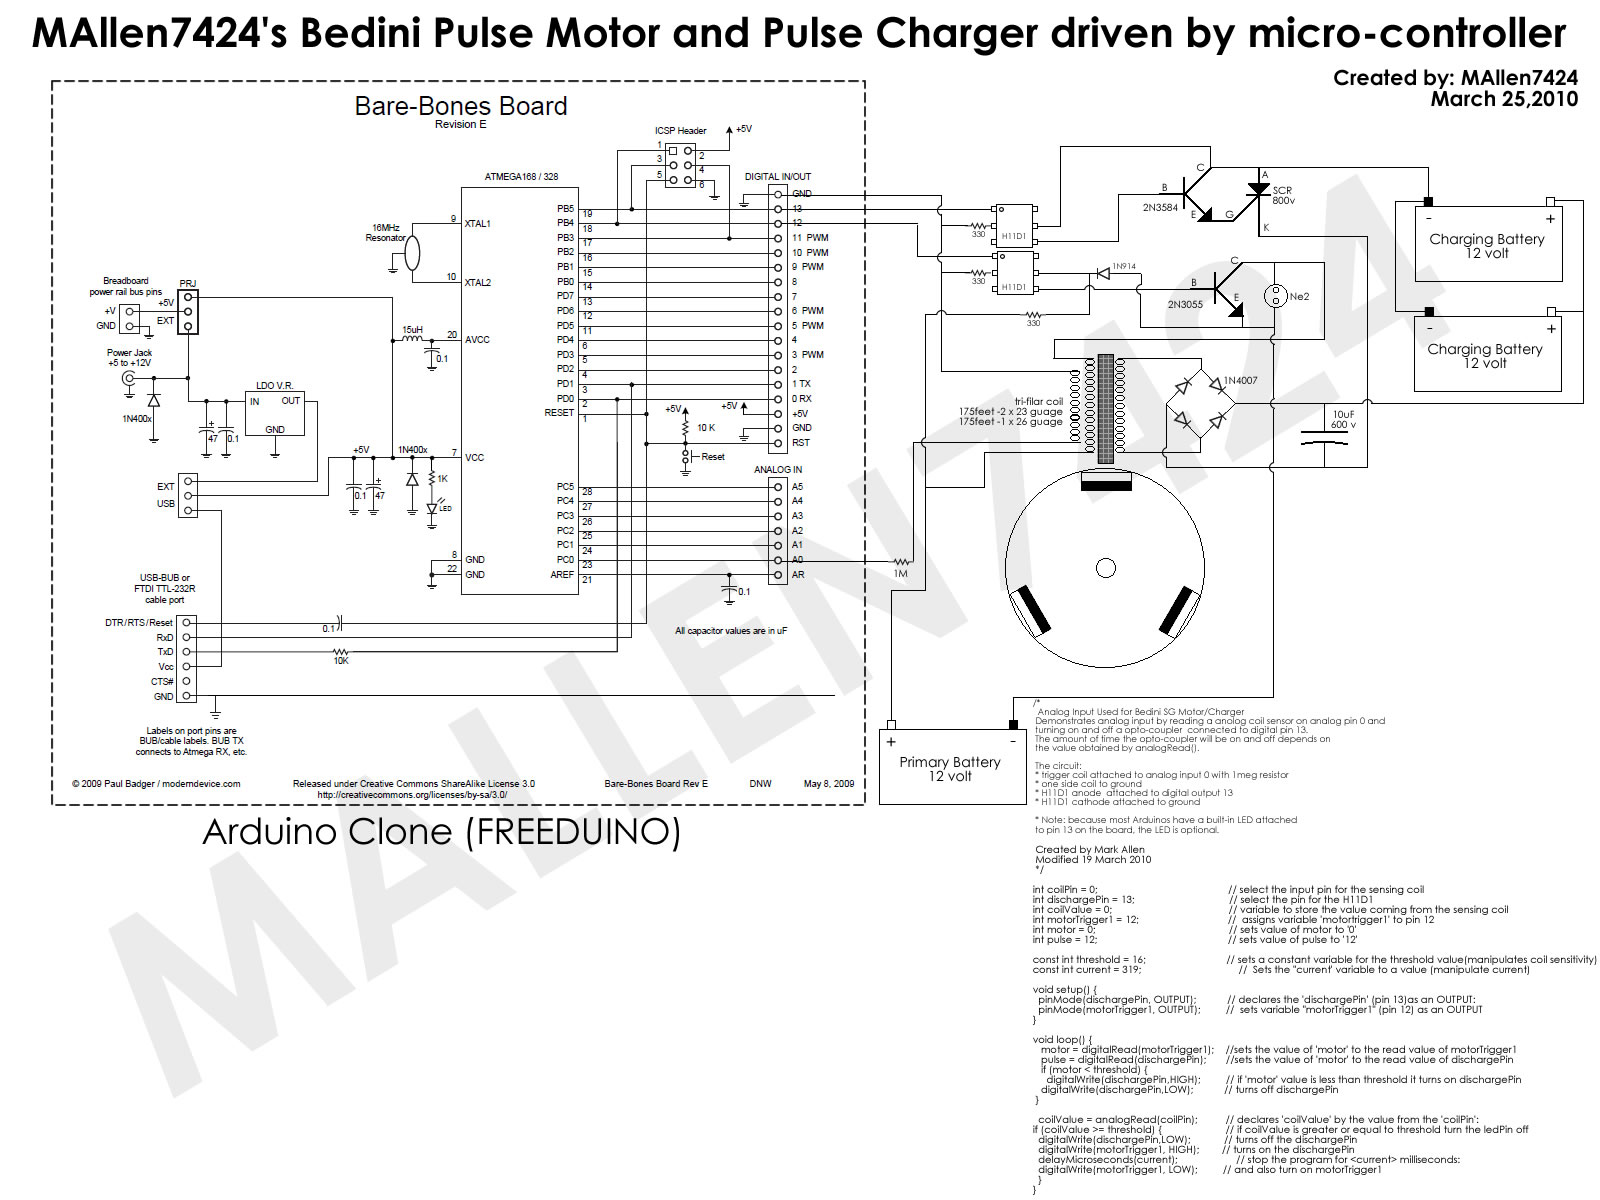 MAllen7424's Bedini Pulse Motor and Pulse Charger driven by micro-controller
Created by: MAllen7424
March 25,2010
Bare-Bones Board
Revision E
ICSP Header
+5V
1
2
3
4
5
6
ATMEGA168 / 328
DIGITAL IN/OUT
16MHz
Resonator
9
XTAL1
10
XTAL2
20
AVCC
7
VCC
8
GND
22
GND
PB5
19
PB4
18
PB3
17
PB2
16
PB1
15
PB0
14
PD7
13
PD6
12
PD5
11
PD4
6
PD3
5
PD2
4
PD1
3
PD0
2
RESET
1
PC5
28
PC4
27
PC3
26
PC2
25
PC1
24
PC0
23
AREF
21
GND
13
12
11 PWM
10 PWM
9 PWM
8
7
6 PWM
5 PWM
4
3 PWM
2
1 TX
0 RX
+5V
GND
RST
ANALOG IN
A5
A4
A3
A2
A1
A0
AR
+5V
+5V
10 K
Reset
0.1
All capacitor values are in uF
Breadboard
power rail bus pins
+V
GND
PRJ
+5V
EXT
Power Jack
+5 to +12V
1N400x
LDO V.R.
IN
OUT
GND
+
47
0.1
15uH
0.1
+5V
1N400x
0.1
+
47
1K
LED
EXT
USB
USB-BUB or
FTDI TTL-232R
cable port
DTR/RTS/Reset
RxD
TxD
Vcc
CTS#
GND
0.1
10K
Labels on port pins are
BUB/cable labels. BUB TX
connects to Atmega RX, etc.
© 2009 Paul Badger / moderndevice.com
Released under Creative Commons ShareAlike License 3.0
http://creativecommons.org/licenses/by-sa/3.0/
Bare-Bones Board Rev E
DNW
May 8, 2009
Arduino Clone (FREEDUINO)
MALLEN7424
330
H11D1
330
H11D1
330
1N914
C
B
2N3584
E
G
A
SCR
800v
K
C
B
2N3055
E
Ne2
-
+
Charging Battery
12 volt
-
+
Charging Battery
12 volt
tri-filar coil
175feet -2 x 23 guage
175feet -1 x 26 guage
1N4007
10uF
600 v
1M
+
-
Primary Battery
12 volt
/*
Analog Input Used for Bedini SG Motor/Charger
Demonstrates analog input by reading a analog coil sensor on analog pin 0 and
turning on and off a opto-coupler connected to digital pin 13.
The amount of time the opto-coupler will be on and off depends on
the value obtained by analogRead().
The circuit:
* trigger coil attached to analog input 0 with 1meg resistor
* one side coil to ground
* H11D1 anode attached to digital output 13
* H11D1 cathode attached to ground
* Note: because most Arduinos have a built-in LED attached
to pin 13 on the board, the LED is optional.
Created by Mark Allen
Modified 19 March 2010
*/
int coilPin = 0; // select the input pin for the sensing coil
int dischargePin = 13; // select the pin for the H11D1
int coilValue = 0; // variable to store the value coming from the sensing coil
int motorTrigger1 = 12; // assigns variable 'motortrigger1' to pin 12
int motor = 0; // sets value of motor to '0'
int pulse = 12; // sets value of pulse to '12'
const int threshold = 16; // sets a constant variable for the threshold value(manipulates coil sensitivity)
const int current = 319; // Sets the "current' variable to a value (manipulate current)
void setup() {
pinMode(dischargePin, OUTPUT); // declares the 'dischargePin' (pin 13)as an OUTPUT:
pinMode(motorTrigger1, OUTPUT); // sets variable "motorTrigger1" (pin 12) as an OUTPUT
}
void loop() {
motor = digitalRead(motorTrigger1); //sets the value of 'motor' to the read value of motorTrigger1
pulse = digitalRead(dischargePin); //sets the value of 'motor' to the read value of dischargePin
if (motor < threshold) {
digitalWrite(dischargePin,HIGH); // if 'motor' value is less than threshold it turns on dischargePin
digitalWrite(dischargePin,LOW); // turns off dischargePin
}
coilValue = analogRead(coilPin); // declares 'coilValue' by the value from the 'coilPin':
if (coilValue >= threshold) { // if coilValue is greater or equal to threshold turn the ledPin off
digitalWrite(dischargePin,LOW); // turns off the dischargePin
digitalWrite(motorTrigger1, HIGH); // turns on the dischargePin
delayMicroseconds(current); // stop the program for <current> milliseconds:
digitalWrite(motorTrigger1, LOW); // and also turn on motorTrigger1
}
}